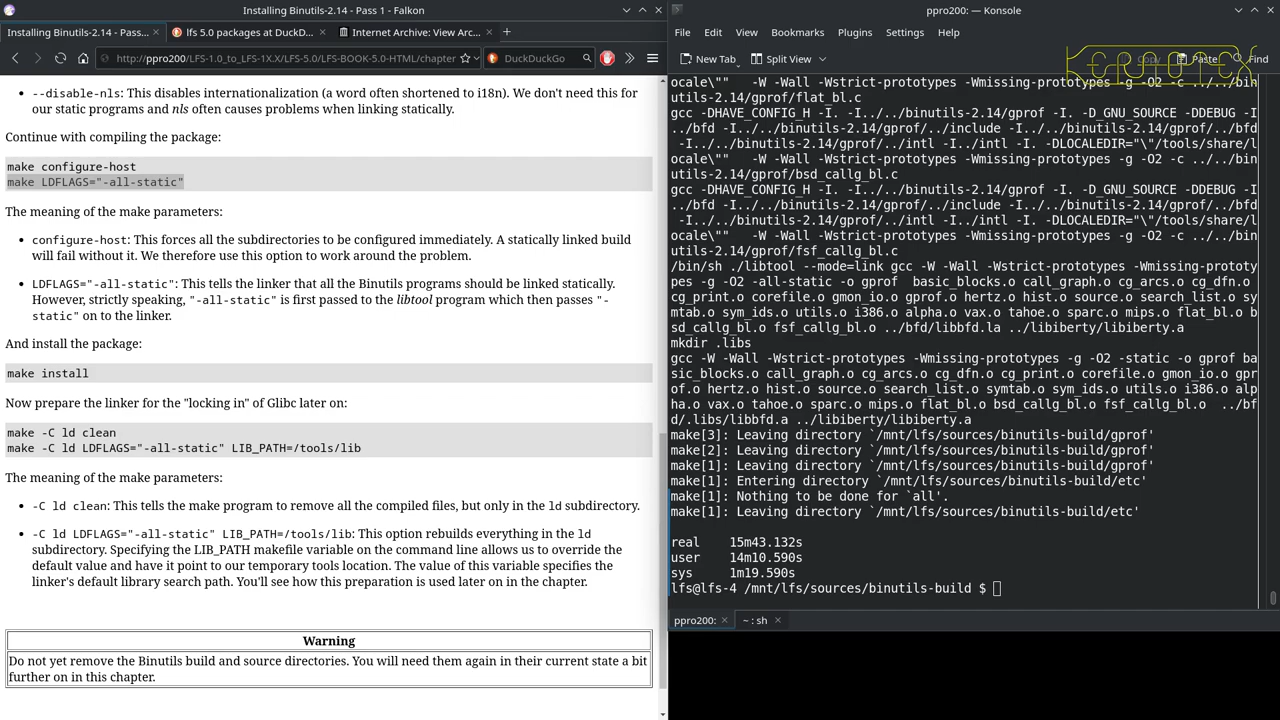 Installing Binutils-2.14 - Pass 1 - Falkon
Installing Binutils-2.14 - Pass...
lfs 5.0 packages at DuckD...
Internet Archive: View Arc...
http://ppro200/LFS-1.0_to_LFS-1X.X/LFS-5.0/LFS-BOOK-5.0-HTML/chapter
DuckDuckGo
--disable-nls: This disables internationalization (a word often shortened to i18n). We don't need this for
our static programs and nls often causes problems when linking statically.
Continue with compiling the package:
make configure-host
make LDFLAGS="-all-static"
The meaning of the make parameters:
configure-host: This forces all the subdirectories to be configured immediately. A statically linked build
will fail without it. We therefore use this option to work around the problem.
LDFLAGS="-all-static": This tells the linker that all the Binutils programs should be linked statically.
However, strictly speaking, "-all-static" is first passed to the libtool program which then passes "-
static" on to the linker.
And install the package:
make install
Now prepare the linker for the "locking in" of Glibc later on:
make -C ld clean
make -C ld LDFLAGS="-all-static" LIB_PATH=/tools/lib
The meaning of the make parameters:
-C ld clean: This tells the make program to remove all the compiled files, but only in the ld subdirectory.
-C ld LDFLAGS="-all-static" LIB_PATH=/tools/lib: This option rebuilds everything in the ld
subdirectory. Specifying the LIB_PATH makefile variable on the command line allows us to override the
default value and have it point to our temporary tools location. The value of this variable specifies the
linker's default library search path. You'll see how this preparation is used later on in the chapter.
Warning
Do not yet remove the Binutils build and source directories. You will need them again in their current state a bit
further on in this chapter.
ppro200: — Konsole
File Edit View Bookmarks Plugins Settings Help
New Tab Split View Copy Paste Find
ocale\""   -W -Wall -Wstrict-prototypes -Wmissing-prototypes -g -O2 -c ../../bin
utils-2.14/gprof/flat_bl.c
gcc -DHAVE_CONFIG_H -I. -I../../binutils-2.14/gprof -I. -D_GNU_SOURCE -DDEBUG -I
../bfd -I../../binutils-2.14/gprof/../include -I../../binutils-2.14/gprof/../bfd
 -I../../binutils-2.14/gprof/../intl -I../intl -DLOCALEDIR="\"/tools/share/l
ocale\""   -W -Wall -Wstrict-prototypes -Wmissing-prototypes -g -O2 -c ../../bin
utils-2.14/gprof/bsd_callg_bl.c
gcc -DHAVE_CONFIG_H -I. -I../../binutils-2.14/gprof -I. -D_GNU_SOURCE -DDEBUG -I
../bfd -I../../binutils-2.14/gprof/../include -I../../binutils-2.14/gprof/../bfd
 -I../../binutils-2.14/gprof/../intl -I../intl -I. -DLOCALEDIR="\"/tools/share/l
ocale\""   -W -Wall -Wstrict-prototypes -Wmissing-prototypes -g -O2 -c ../../bin
utils-2.14/gprof/fsf_callg_bl.c
/bin/sh ./libtool --mode=link gcc -W -Wall -Wstrict-prototypes -Wmissing-prototy
pes -g -O2 -all-static -o gprof  basic_blocks.o call_graph.o cg_arcs.o cg_dfn.o
cg_print.o corefile.o gmon_io.o gprof.o hertz.o hist.o source.o search_list.o sy
mtab.o sym_ids.o utils.o i386.o alpha.o vax.o tahoe.o sparc.o mips.o flat_bl.o b
sd_callg_bl.o fsf_callg_bl.o ../bfd/libbfd.la ../libiberty/libiberty.a
mkdir .libs
gcc -W -Wall -Wstrict-prototypes -Wmissing-prototypes -g -O2 -static -o gprof ba
sic_blocks.o call_graph.o cg_arcs.o cg_dfn.o cg_print.o corefile.o gmon_io.o gpr
of.o hertz.o hist.o source.o search_list.o symtab.o sym_ids.o utils.o i386.o alp
ha.o vax.o tahoe.o sparc.o mips.o flat_bl.o bsd_callg_bl.o fsf_callg_bl.o  ../bf
d/.libs/libbfd.a ../libiberty/libiberty.a
make[3]: Leaving directory `/mnt/lfs/sources/binutils-build/gprof'
make[2]: Leaving directory `/mnt/lfs/sources/binutils-build/gprof'
make[1]: Leaving directory `/mnt/lfs/sources/binutils-build/gprof'
make[1]: Entering directory `/mnt/lfs/sources/binutils-build/etc'
make[1]: Nothing to be done for `all'.
make[1]: Leaving directory `/mnt/lfs/sources/binutils-build/etc'
real    15m43.132s
user    14m10.590s
sys     1m19.590s
lfs@lfs-4 /mnt/lfs/sources/binutils-build $
ppro200:
~ : sh